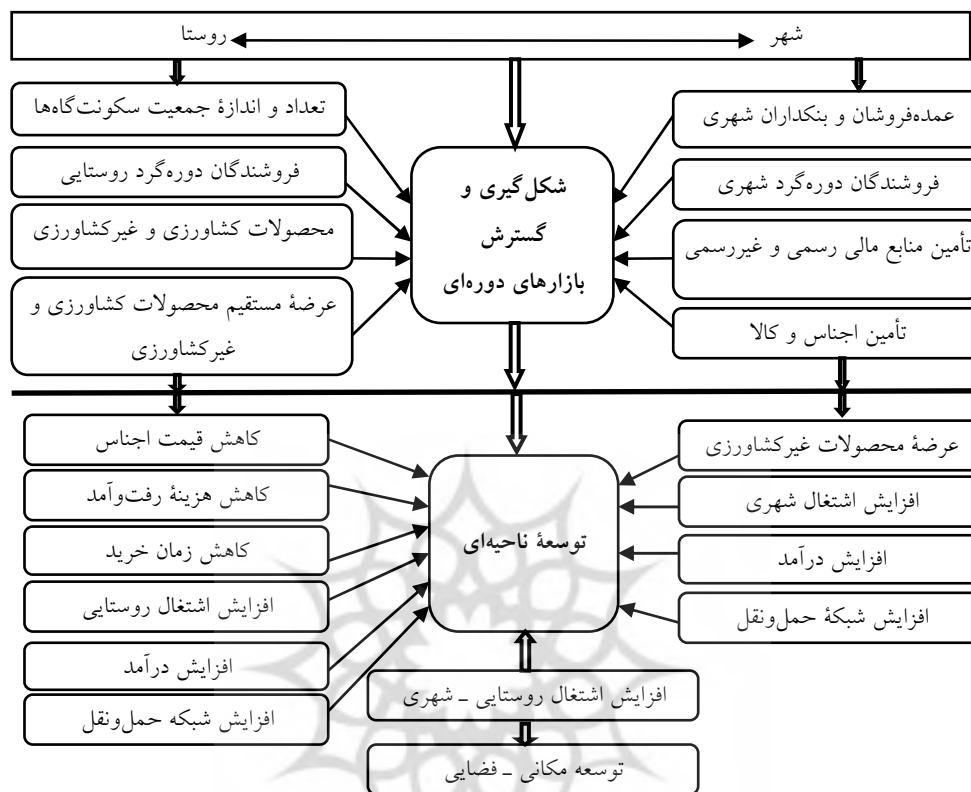 شهر
روستا
عمده‌فروشان و بنکداران شهری
فروشندگان دوره‌گرد شهری
تأمین منابع مالی رسمی و غیررسمی
تأمین اجناس و کالا
شکل‌گیری و
گسترش
بازارهای دوره‌ای
تعداد و اندازهٔ جمعیت سکونت‌گاه‌ها
فروشندگان دوره‌گرد روستایی
محصولات کشاورزی و غیرکشاورزی
عرضهٔ مستقیم محصولات کشاورزی و
غیرکشاورزی
عرضهٔ محصولات غیرکشاورزی
افزایش اشتغال شهری
افزایش درآمد
افزایش شبکهٔ حمل‌ونقل
توسعهٔ ناحیه‌ای
کاهش قیمت اجناس
کاهش هزینهٔ رفت‌وآمد
کاهش زمان خرید
افزایش اشتغال روستایی
افزایش درآمد
افزایش شبکه حمل‌ونقل
افزایش اشتغال روستایی ـ شهری
توسعه مکانی ـ فضایی